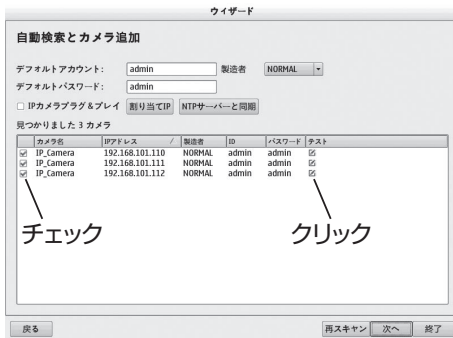 ウィザード
自動検索とカメラ追加
デフォルトアカウント: admin 製造者 NORMAL
デフォルトパスワード: admin
IPカメラプラグ&プレイ 割り当てIP NTPサーバーと同期
見つかりました 3 カメラ
カメラ名 IPアドレス / 製造者 ID パスワード テスト
IP_Camera 192.168.101.110 NORMAL admin admin
IP_Camera 192.168.101.111 NORMAL admin admin
IP_Camera 192.168.101.112 NORMAL admin admin
チェック クリック
戻る 再スキャン 次へ 終了